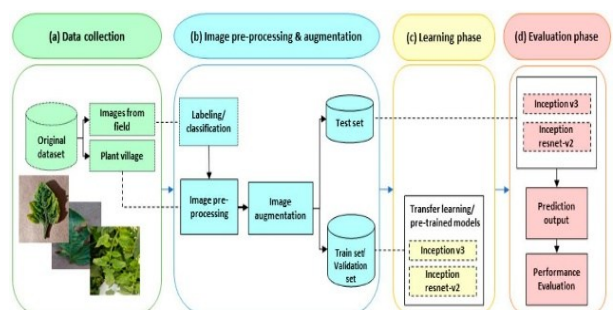 (a) Data collection
(b) Image pre-processing & augmentation
(c) Learning phase
(d) Evaluation phase
Original
dataset
Images from
field
Plant village
Labeling/
classification
Image pre-
processing
Image
augmentation
Test set
Train set/
Validation
set
Transfer learning/
pre-trained models
Inception v3
Inception
resnet-v2
Inception v3
Inception
resnet-v2
Prediction
output
Performance
Evaluation